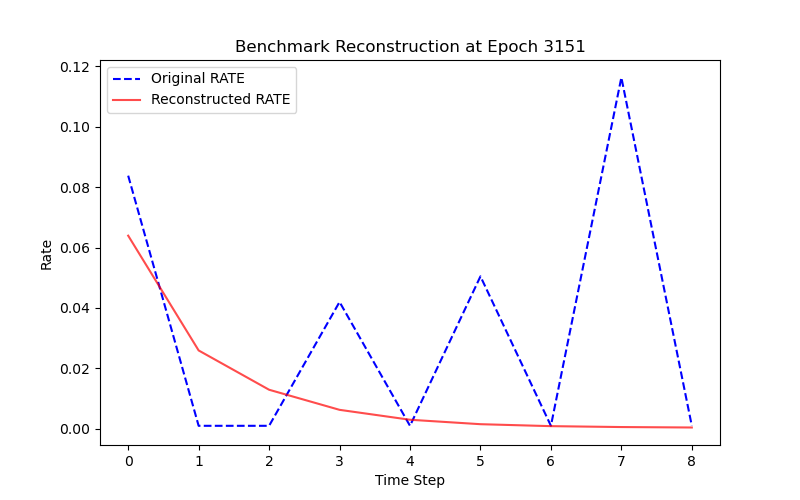 Benchmark Reconstruction at Epoch 3151
Original RATE
Reconstructed RATE
0.12
0.10
0.08
0.06
0.04
0.02
0.00
Rate
0 1 2 3 4 5 6 7 8
Time Step